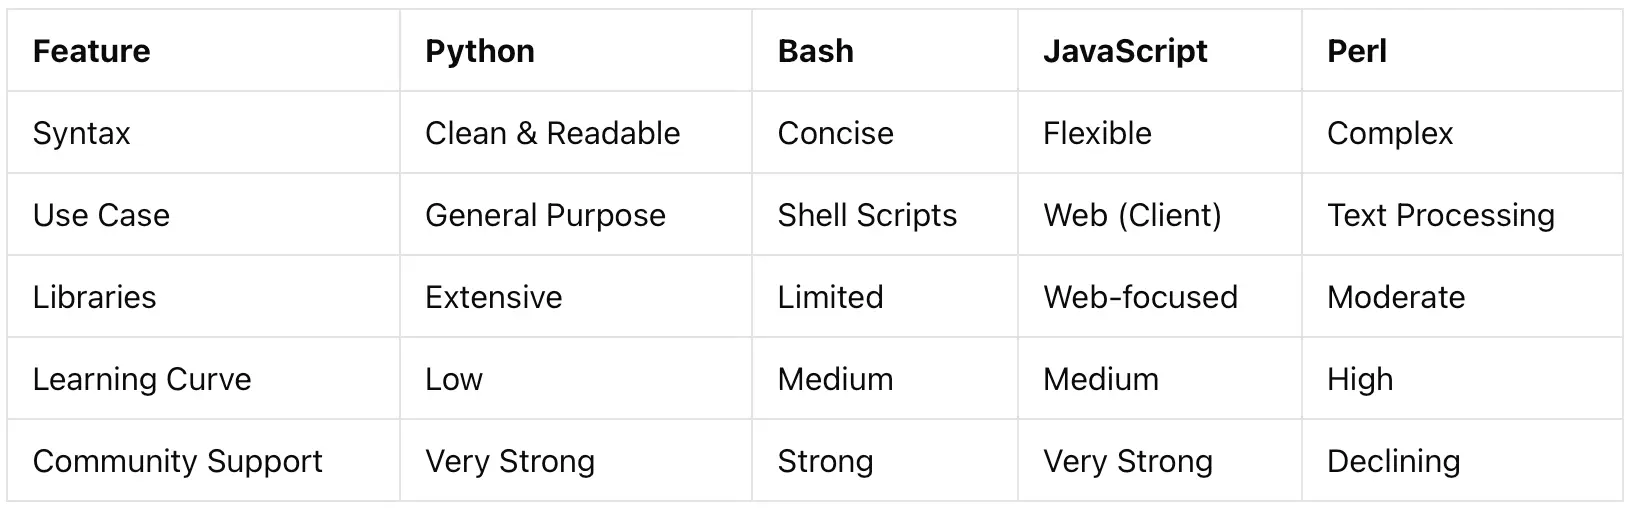 Feature Python Bash JavaScript Perl
Syntax Clean & Readable Concise Flexible Complex
Use Case General Purpose Shell Scripts Web (Client) Text Processing
Libraries Extensive Limited Web-focused Moderate
Learning Curve Low Medium Medium High
Community Support Very Strong Strong Very Strong Declining